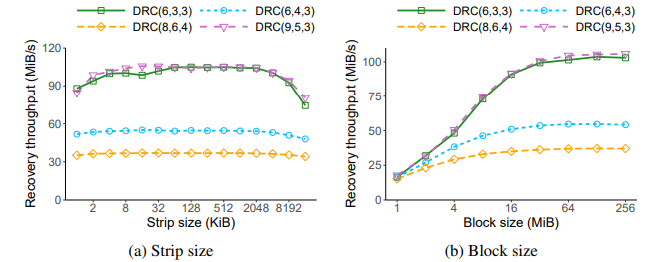 DRC(6,3,3) DRC(6,4,3)
DRC(8,6,4) DRC(9,5,3)
Recovery throughput (MiB/s)
120
90
60
30
0
2 8 32 128 512 2048 8192
Strip size (KiB)
(a) Strip size
DRC(6,3,3) DRC(6,4,3)
DRC(8,6,4) DRC(9,5,3)
Recovery throughput (MiB/s)
100
75
50
25
0
1 4 16 64 256
Block size (MiB)
(b) Block size